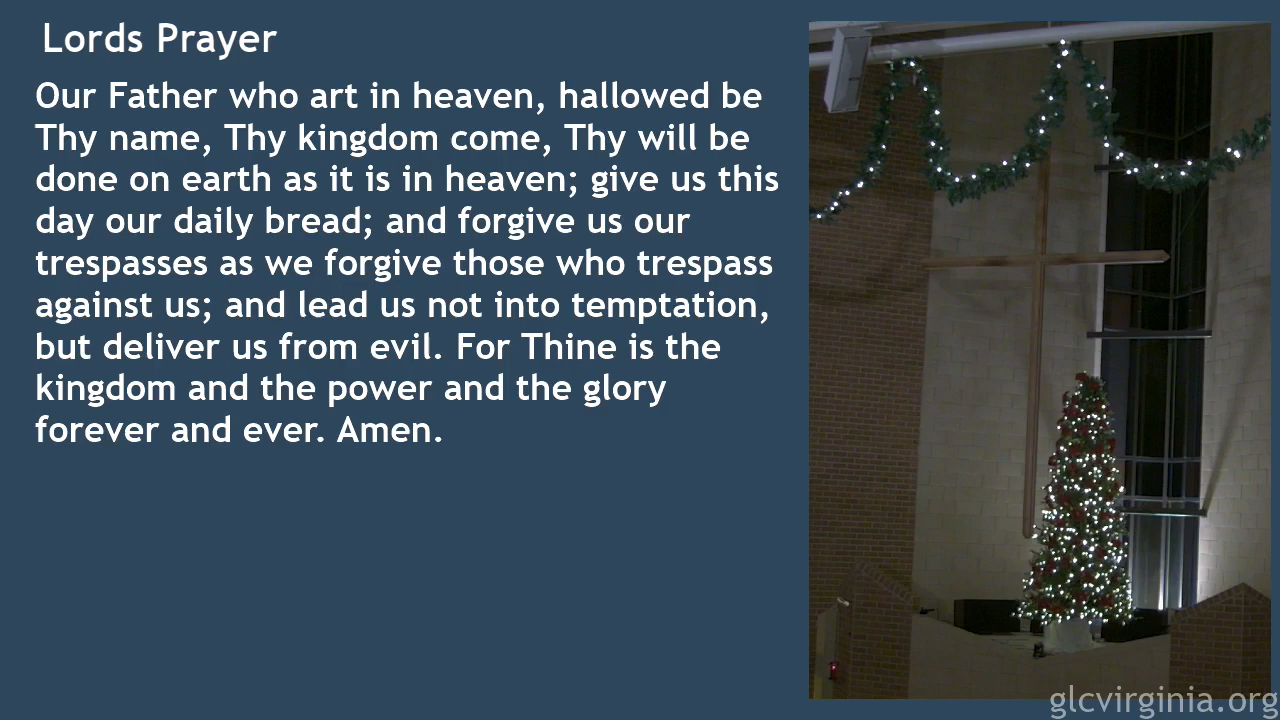 Lords Prayer
Our Father who art in heaven, hallowed be
Thy name, Thy kingdom come, Thy will be
done on earth as it is in heaven; give us this
day our daily bread; and forgive us our
trespasses as we forgive those who trespass
against us; and lead us not into temptation,
but deliver us from evil. For Thine is the
kingdom and the power and the glory
forever and ever. Amen.
glcvirginia.org